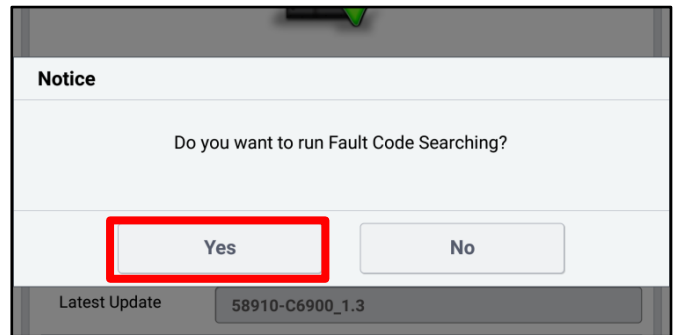 Notice
Do you want to run Fault Code Searching?
Yes No
Latest Update 58910-C6900_1.3